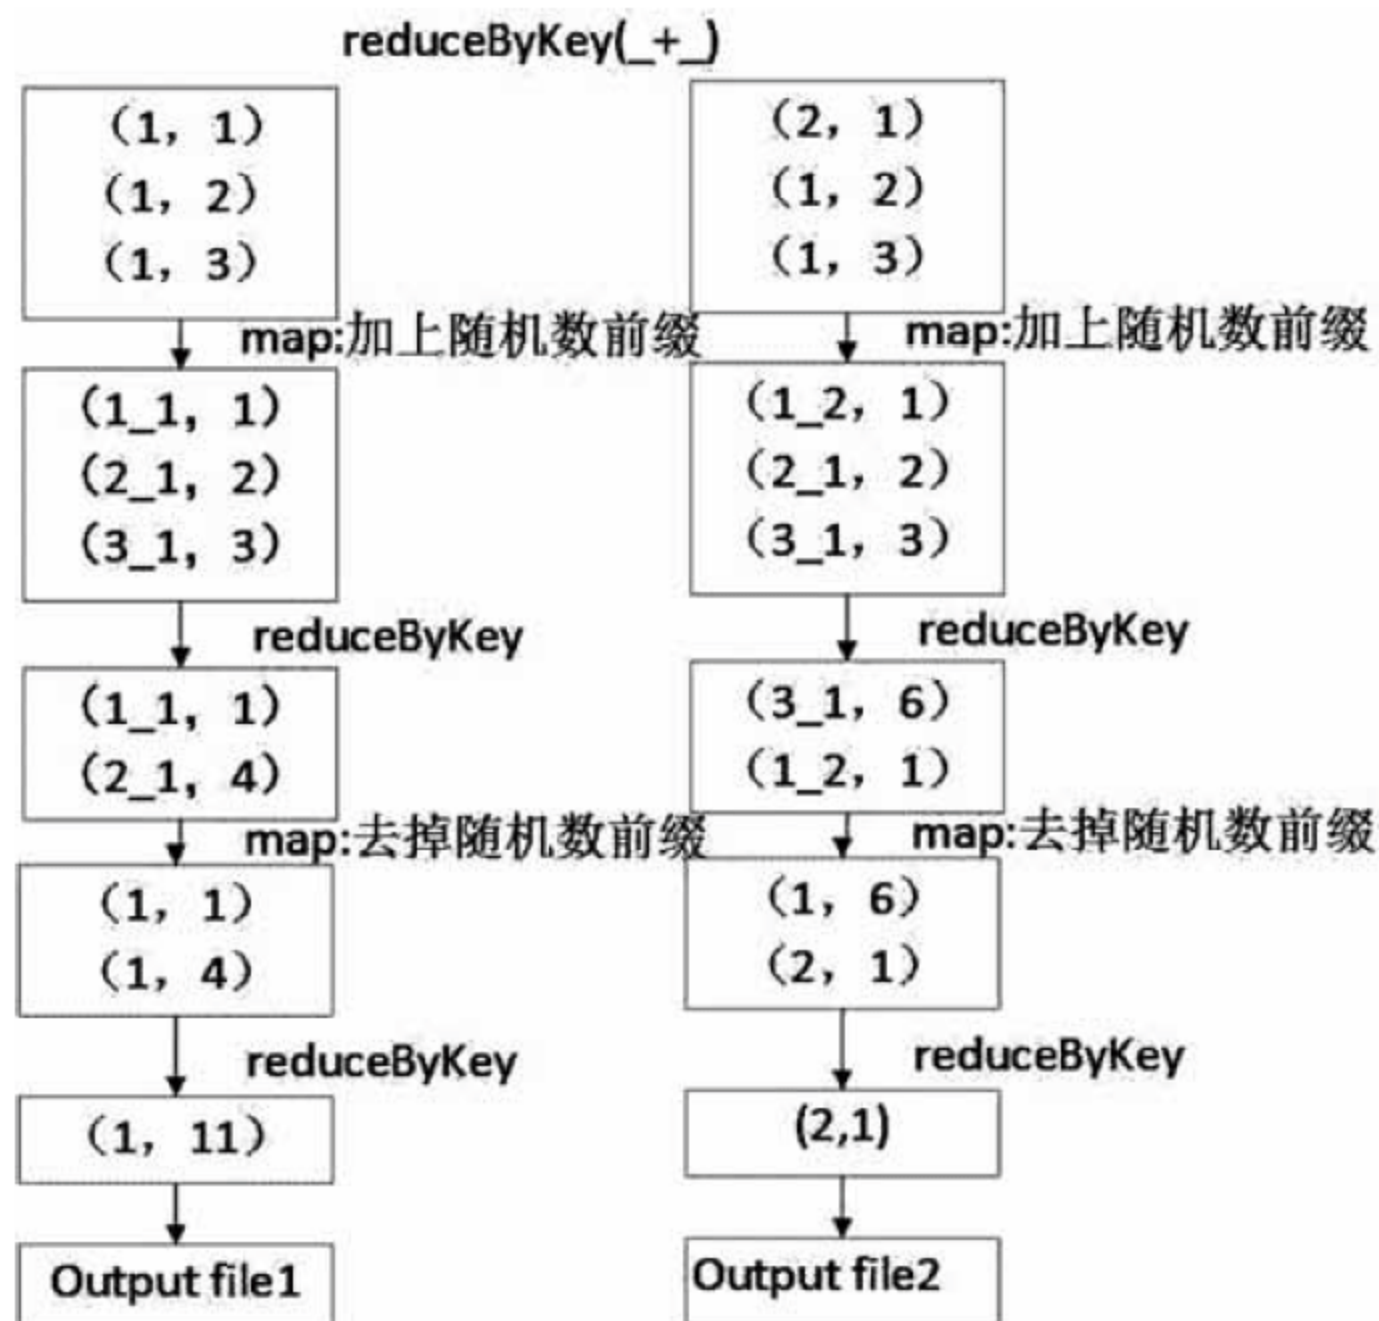 reduceByKey(_+_)
（1，1）
（1，2）
（1，3）
（2，1）
（1，2）
（1，3）
map:加上随机数前缀
map:加上随机数前缀
（1_1，1）
（2_1，2）
（3_1，3）
（1_2，1）
（2_1，2）
（3_1，3）
reduceByKey
reduceByKey
（1_1，1）
（2_1，4）
（3_1，6）
（1_2，1）
map:去掉随机数前缀
map:去掉随机数前缀
（1，1）
（1，4）
（1，6）
（2，1）
reduceByKey
reduceByKey
（1，11）
(2,1)
Output file1
Output file2